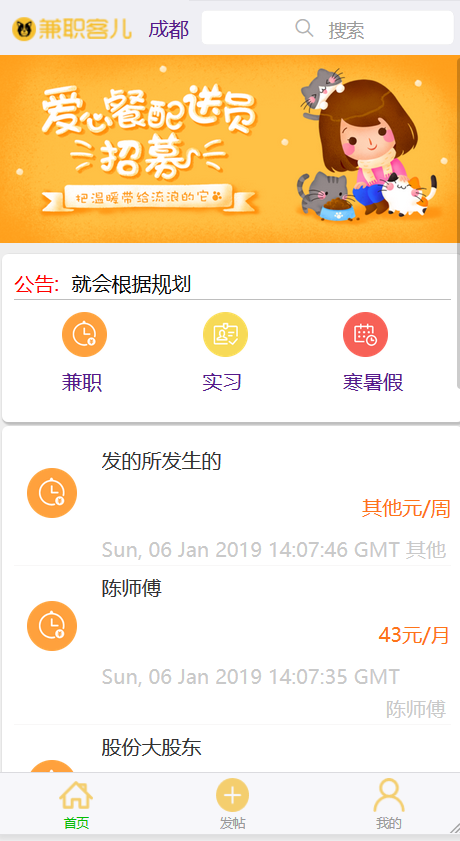 兼职客儿 成都 搜索
爱心餐配送员
招募
把温暖带给流浪的它
公告: 就会根据规划
兼职 实习 寒暑假
发的所发生的
其他元/周
Sun, 06 Jan 2019 14:07:46 GMT 其他
陈师傅
43元/月
Sun, 06 Jan 2019 14:07:35 GMT
陈师傅
股份大股东
首页 发帖 我的